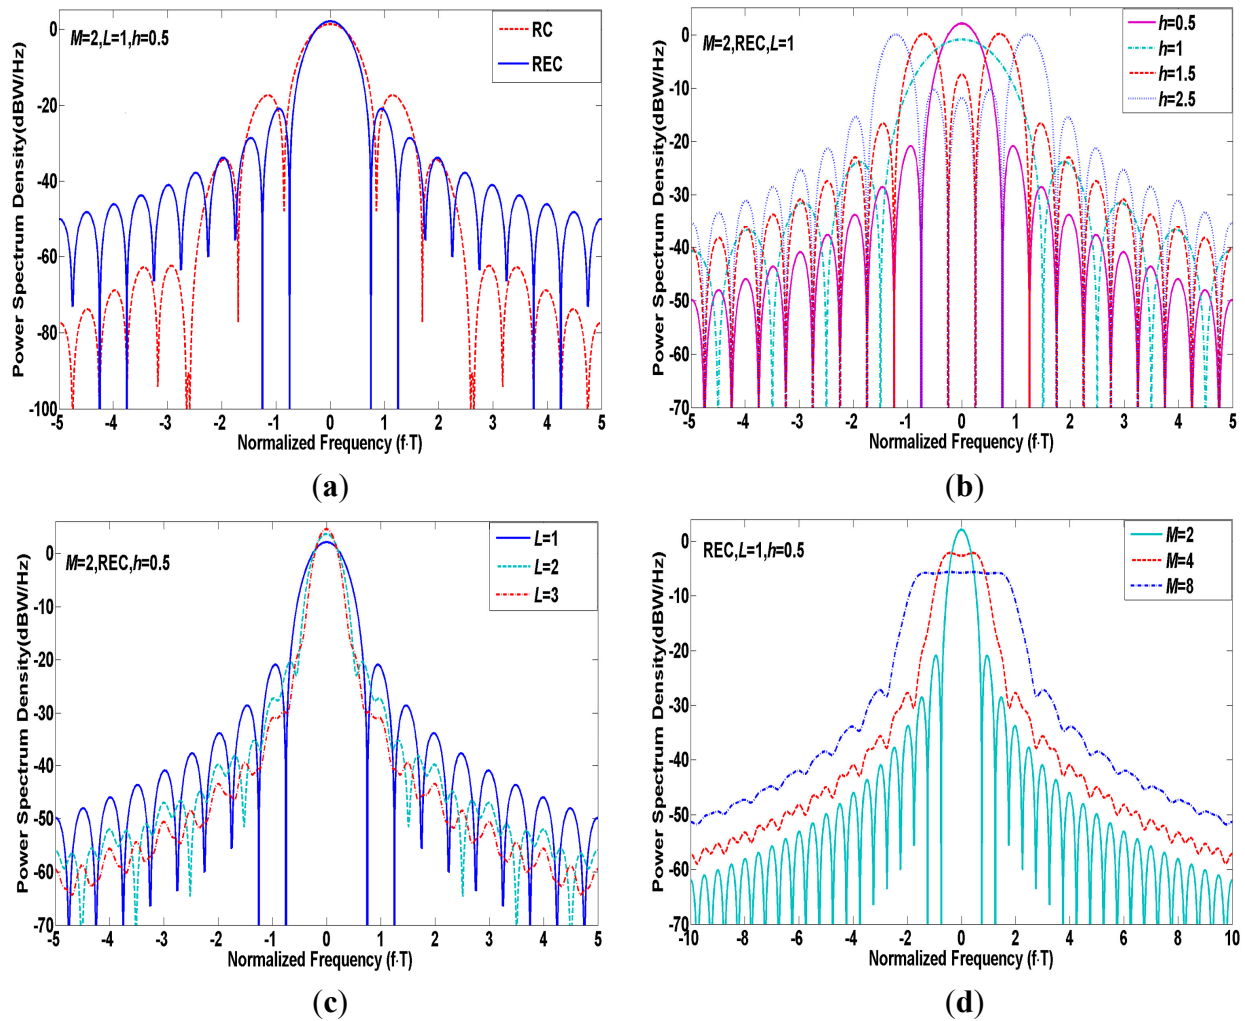 M=2,L=1,h=0.5
RC
REC
Power Spectrum Density(dBW/Hz)
0
-20
-40
-60
-80
-100
-5 -4 -3 -2 -1 0 1 2 3 4 5
Normalized Frequency (f·T)
(a)
M=2,REC,L=1
h=0.5
h=1
h=1.5
h=2.5
Power Spectrum Density(dBW/Hz)
0
-10
-20
-30
-40
-50
-60
-70
-5 -4 -3 -2 -1 0 1 2 3 4 5
Normalized Frequency (f·T)
(b)
M=2,REC,h=0.5
L=1
L=2
L=3
Power Spectrum Density(dBW/Hz)
0
-10
-20
-30
-40
-50
-60
-70
-5 -4 -3 -2 -1 0 1 2 3 4 5
Normalized Frequency (f·T)
(c)
REC,L=1,h=0.5
M=2
M=4
M=8
Power Spectrum Density(dBW/Hz)
0
-10
-20
-30
-40
-50
-60
-70
-10 -8 -6 -4 -2 0 2 4 6 8 10
Normalized Frequency (f·T)
(d)